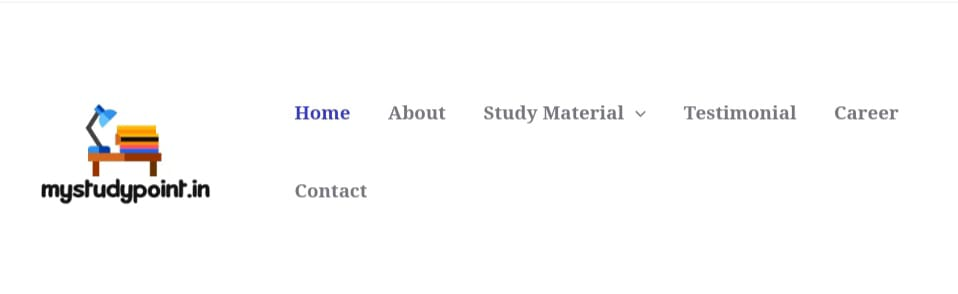 Home About Study Material Testimonial Career
mystudypoint.in
Contact